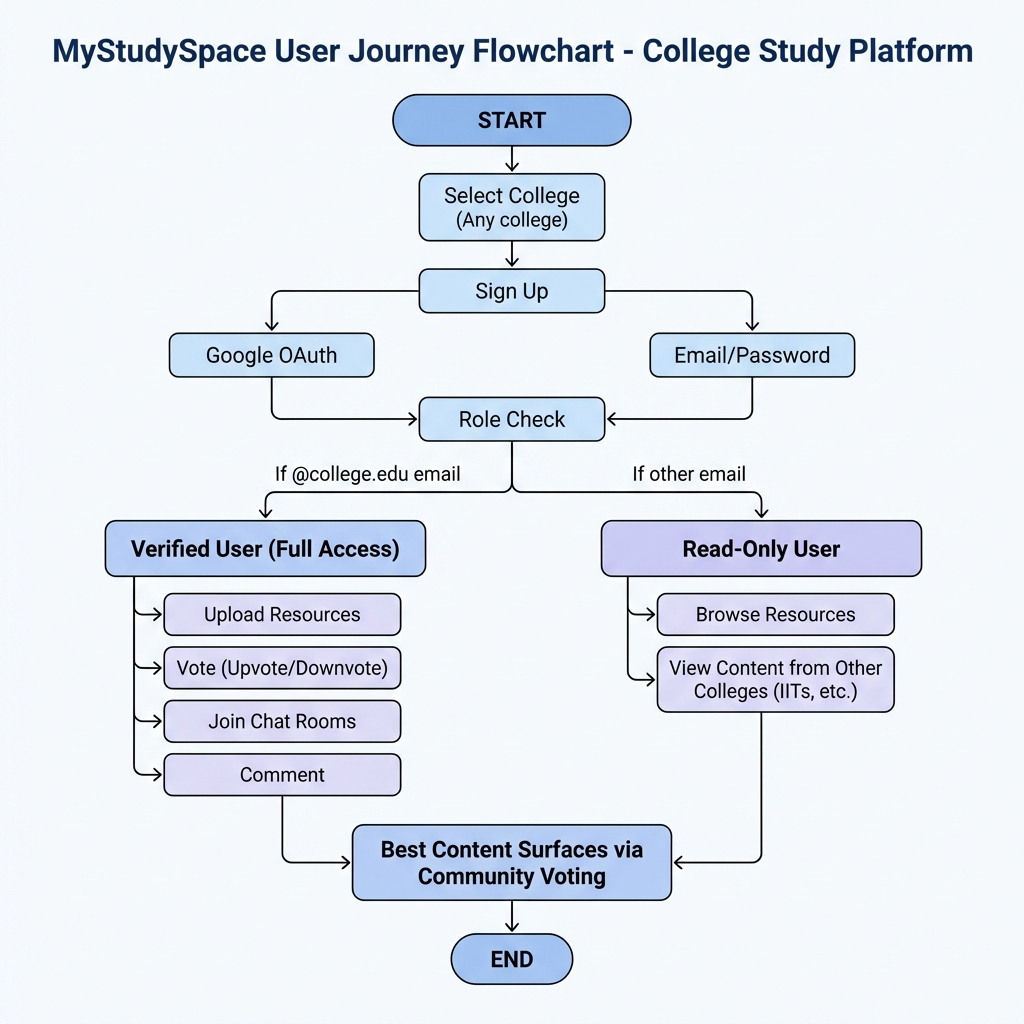 MyStudySpace User Journey Flowchart - College Study Platform
START
Select College
(Any college)
Sign Up
Google OAuth
Email/Password
Role Check
If @college.edu email
If other email
Verified User (Full Access)
Read-Only User
Upload Resources
Vote (Upvote/Downvote)
Join Chat Rooms
Comment
Browse Resources
View Content from Other
Colleges (IITs, etc.)
Best Content Surfaces via
Community Voting
END